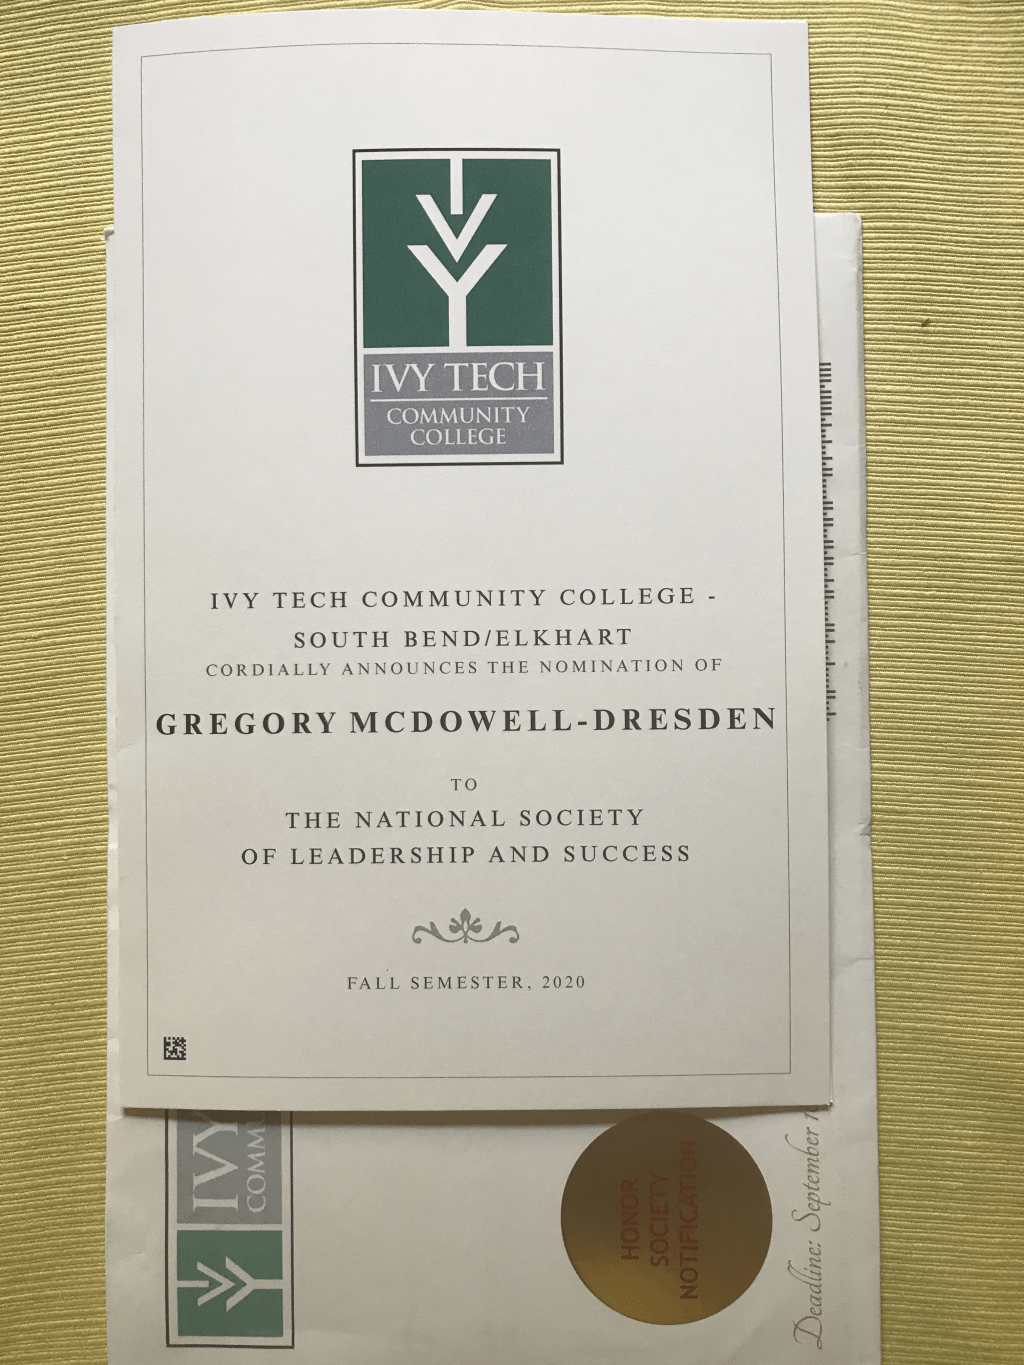 IVY TECH
COMMUNITY
COLLEGE
IVY TECH COMMUNITY COLLEGE -
SOUTH BEND/ELKHART
CORDIALLY ANNOUNCES THE NOMINATION OF
GREGORY MCDOWELL-DRESDEN
TO
THE NATIONAL SOCIETY
OF LEADERSHIP AND SUCCESS
FALL SEMESTER, 2020
IVY
HONOR
SOCIETY
NOTIFICATION
Deadline: September